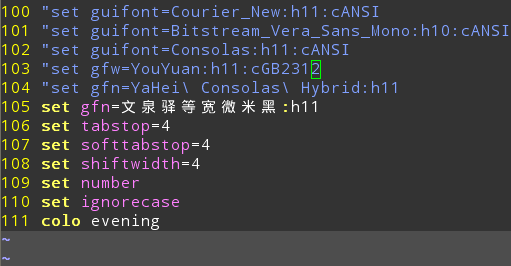 100 "set guifont=Courier_New:h11:cANSI
101 "set guifont=Bitstream_Vera_Sans_Mono:h10:cANSI
102 "set guifont=Consolas:h11:cANSI
103 "set gfw=YouYuan:h11:cGB2312
104 "set gfn=YaHei\ Consolas\ Hybrid:h11
105 set gfn=文泉驿等宽微米黑:h11
106 set tabstop=4
107 set softtabstop=4
108 set shiftwidth=4
109 set number
110 set ignorecase
111 colo evening
~
~